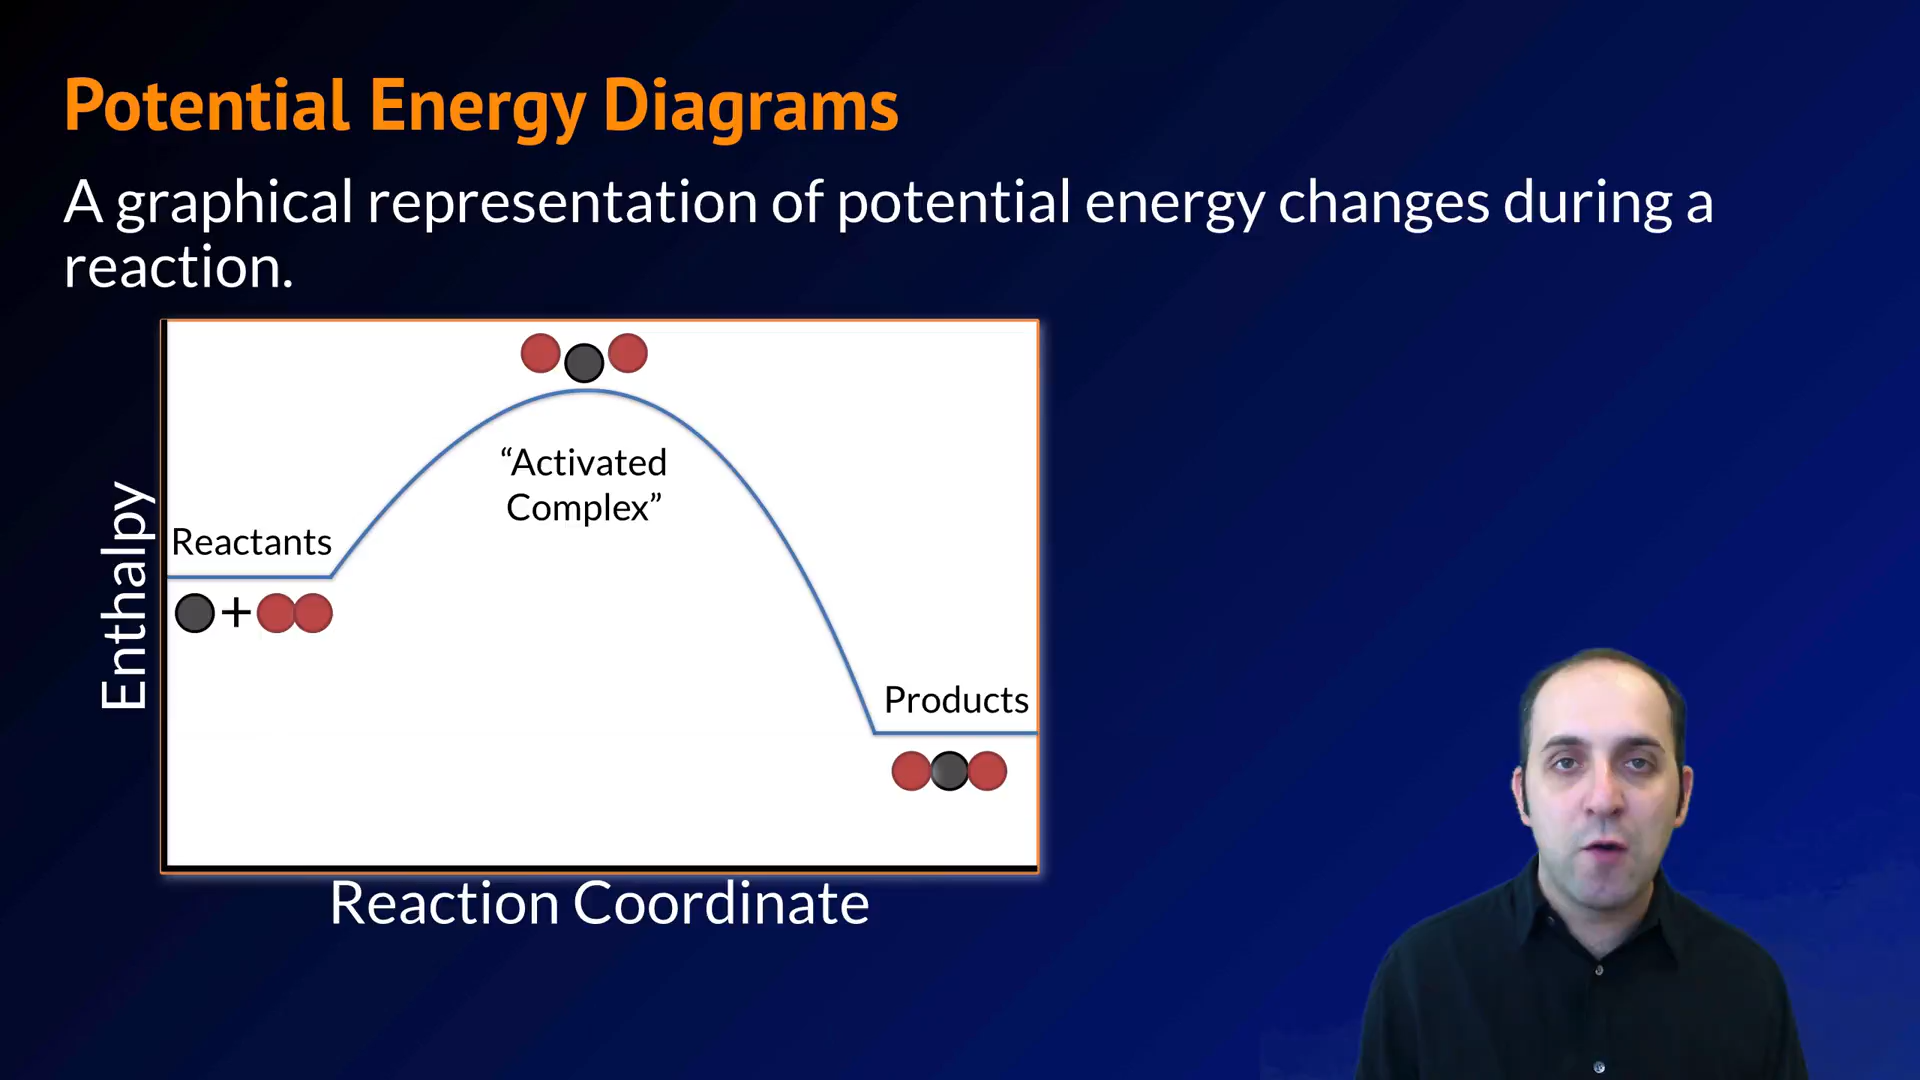 Potential Energy Diagrams
A graphical representation of potential energy changes during a
reaction.
“Activated
Complex”
Reactants
+
Products
Enthalpy
Reaction Coordinate